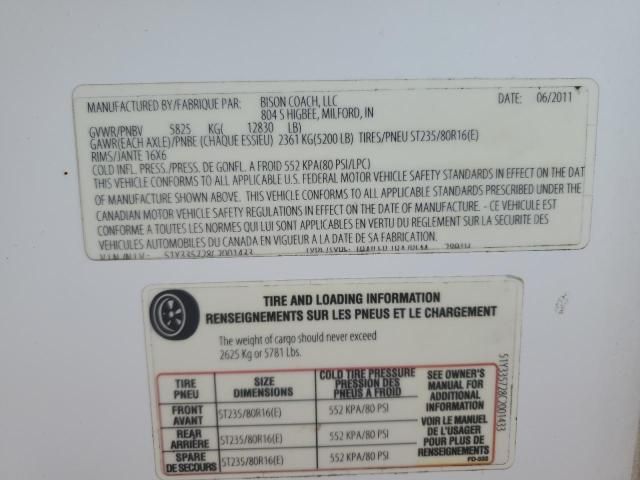 MANUFACTURED BY/FABRIQUE PAR: BISON COACH, LLC DATE: 06/2011
804 S HIGBEE, MILFORD, IN
GVWR/PNBV 5825 KG( 12830 LB)
GAWR(EACH AXLE)/PNBE (CHAQUE ESSIEU) 2361 KG(5200 LB) TIRES/PNEU ST235/80R16(E)
RIMS/JANTE 16X6
COLD INFL. PRESS./PRESS. DE GONFL. A FROID 552 KPA(80 PSI/LPC)
THIS VEHICLE CONFORMS TO ALL APPLICABLE U.S. FEDERAL MOTOR VEHICLE SAFETY STANDARDS IN EFFECT ON THE DAT
OF MANUFACTURE SHOWN ABOVE. THIS VEHICLE CONFORMS TO ALL APPLICABLE STANDARDS PRESCRIBED UNDER THE
CANADIAN MOTOR VEHICLE SAFETY REGULATIONS IN EFFECT ON THE DATE OF MANUFACTURE. - CE VEHICULE EST
CONFORME A TOUTES LES NORMES QUI LUI SONT APPLICABLES EN VERTU DU REGLEMENT SUR LA SECURITE DES
VEHICULES AUTOMOBILES DU CANADA EN VIGUEUR A LA DATE DE SA FABRICATION.
TIRE AND LOADING INFORMATION
RENSEIGNEMENTS SUR LES PNEUS ET LE CHARGEMENT
The weight of cargo should never exceed
2625 Kg or 5781 Lbs.
TIRE
PNEU
SIZE
DIMENSIONS
COLD TIRE PRESSURE
PRESSION DES
PNEUS A FROID
SEE OWNER'S
MANUAL FOR
ADDITIONAL
INFORMATION
VOIR LE MANUEL
DE L'USAGER
POUR PLUS DE
RENSEIGNEMENTS
FRONT
AVANT
ST235/80R16(E) 552 KPA/80 PSI
REAR
ARRIÈRE
ST235/80R16(E) 552 KPA/80 PSI
SPARE
DE SECOURS
ST235/80R16(E) 552 KPA/80 PSI